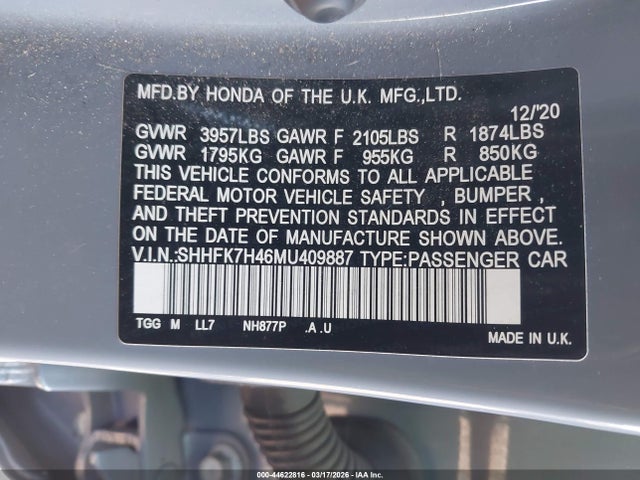 MFD.BY HONDA OF THE U.K. MFG.,LTD.
12/'20
GVWR 3957LBS GAWR F 2105LBS R 1874LBS
GVWR 1795KG GAWR F 955KG R 850KG
THIS VEHICLE CONFORMS TO ALL APPLICABLE
FEDERAL MOTOR VEHICLE SAFETY , BUMPER ,
AND THEFT PREVENTION STANDARDS IN EFFECT
ON THE DATE OF MANUFACTURE SHOWN ABOVE.
V.I.N.:SHHFK7H46MU409887 TYPE:PASSENGER CAR
TGG M LL7 NH877P .A .U
MADE IN U.K.
000-44622816 - 03/17/2026 - IAA Inc.